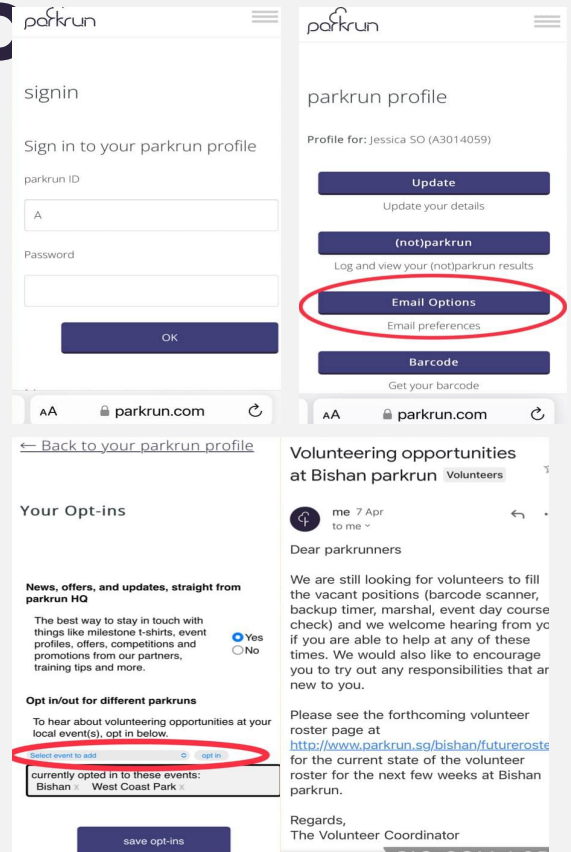 parkrun
signin
Sign in to your parkrun profile
parkrun ID
A
Password
OK
AA parkrun.com
parkrun
parkrun profile
Profile for: Jessica SO (A3014059)
Update
Update your details
(not)parkrun
Log and view your (not)parkrun results
Email Options
Email preferences
Barcode
Get your barcode
AA parkrun.com
← Back to your parkrun profile
Your Opt-ins
News, offers, and updates, straight from
parkrun HQ
The best way to stay in touch with
things like milestone t-shirts, event
profiles, offers, competitions and
promotions from our partners,
training tips and more.
Yes
No
Opt in/out for different parkruns
To hear about volunteering opportunities at your
local event(s), opt in below.
Select event to add opt in
currently opted in to these events:
Bishan x West Coast Park x
save opt-ins
Volunteering opportunities
at Bishan parkrun Volunteers
me 7 Apr
to me
Dear parkrunners
We are still looking for volunteers to fill
the vacant positions (barcode scanner,
backup timer, marshal, event day course
check) and we welcome hearing from yo
if you are able to help at any of these
times. We would also like to encourage
you to try out any responsibilities that ar
new to you.
Please see the forthcoming volunteer
roster page at
http://www.parkrun.sg/bishan/futureroste
for the current state of the volunteer
roster for the next few weeks at Bishan
parkrun.
Regards,
The Volunteer Coordinator